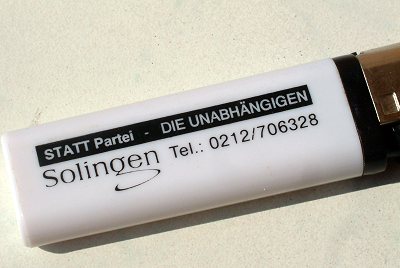 STATT Partei - DIE UNABHÄNGIGEN
Solingen Tel.: 0212/706328